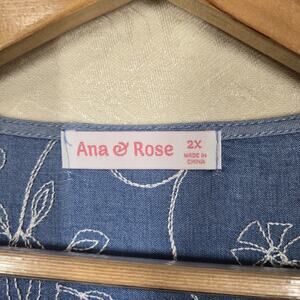 Ana & Rose
2X
MADE IN
CHINA